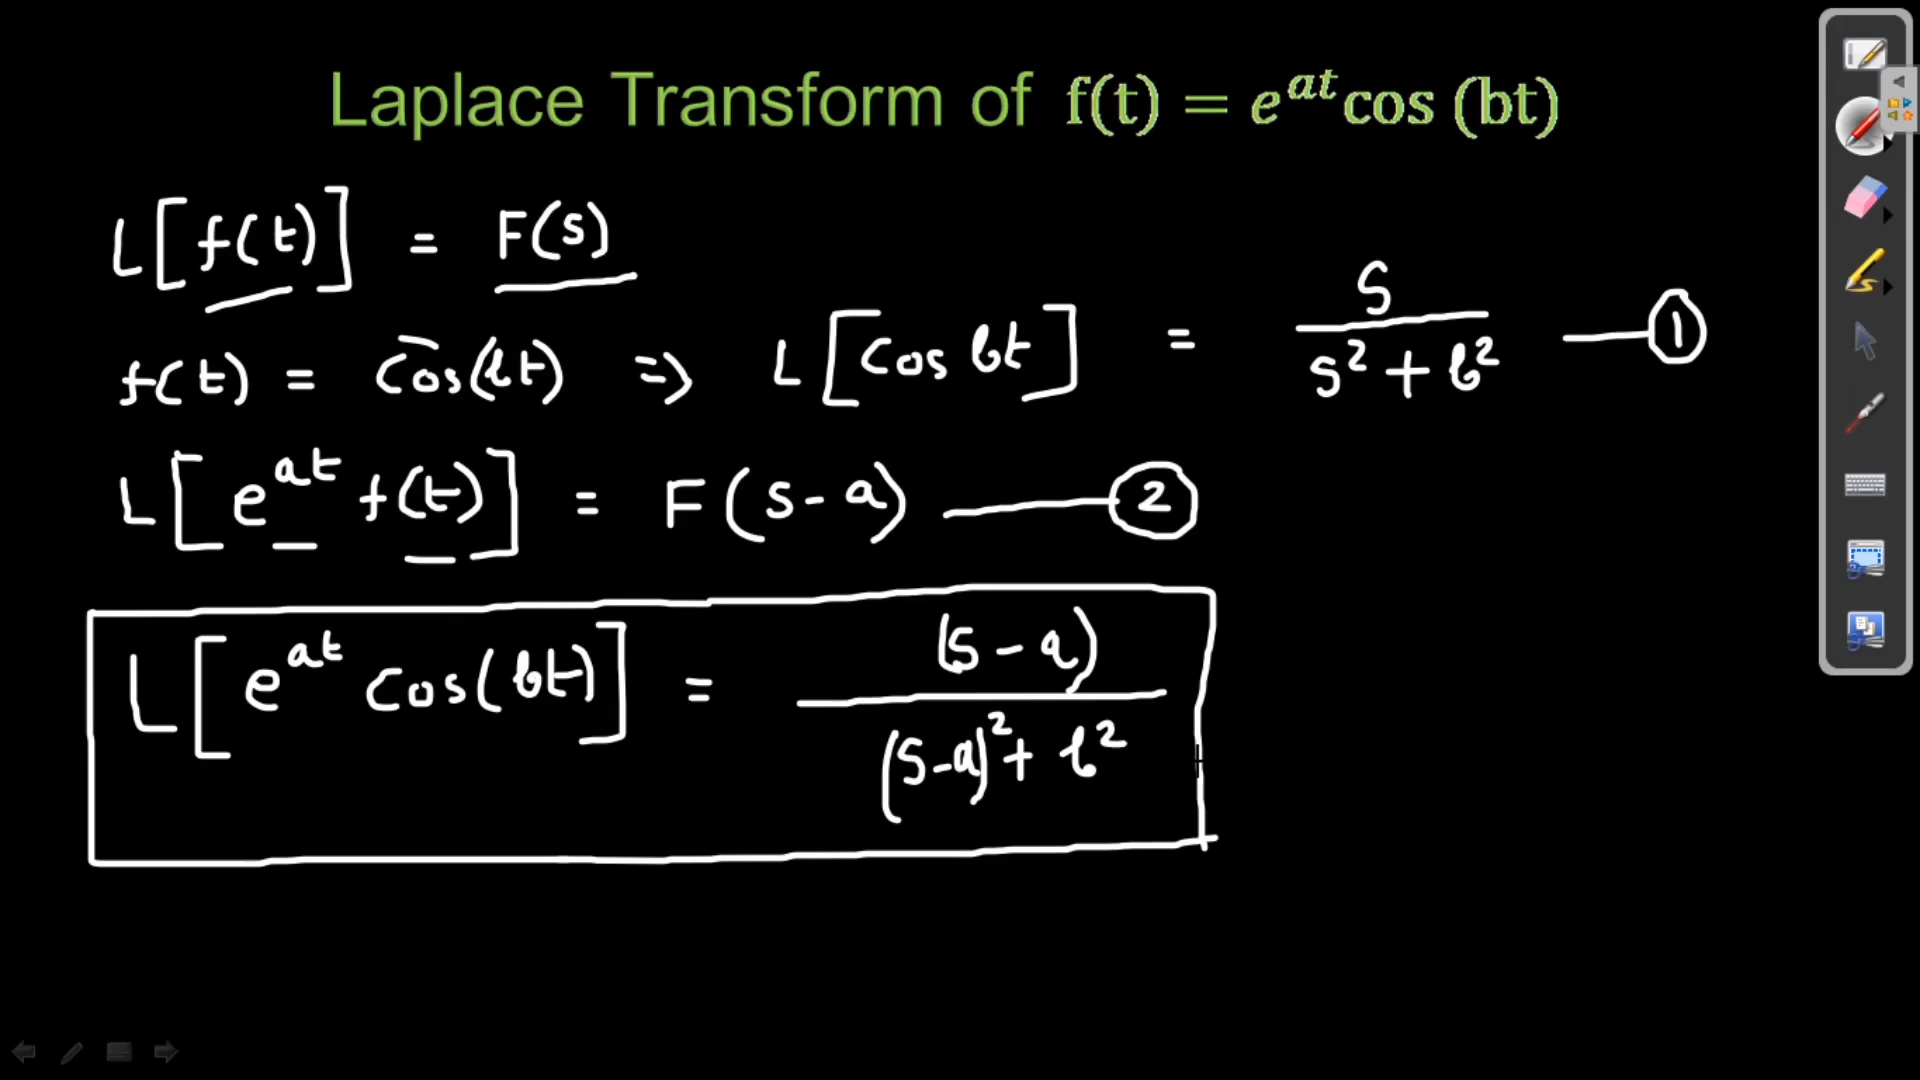 Laplace Transform of f(t) = e^{at} cos (bt)
L[f(t)] = F(s)
f(t) = cos(bt) => L[cos bt] = s / (s² + b²) — ①
L[e^{at} f(t)] = F(s-a) — ②
L[e^{at} cos(bt)] = (s-a) / ((s-a)² + b²)